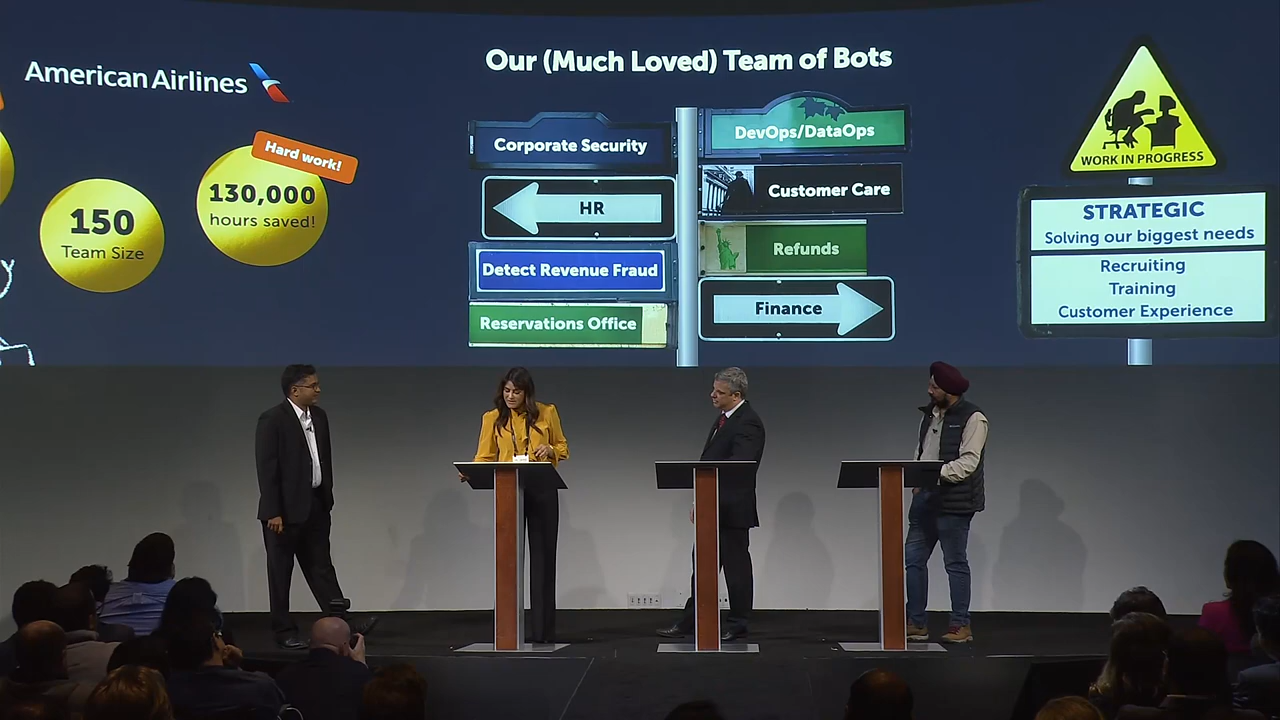 American Airlines
150
Team Size
Hard work!
130,000
hours saved!
Our (Much Loved) Team of Bots
Corporate Security
HR
Detect Revenue Fraud
Reservations Office
DevOps/DataOps
Customer Care
Refunds
Finance
WORK IN PROGRESS
STRATEGIC
Solving our biggest needs
Recruiting
Training
Customer Experience